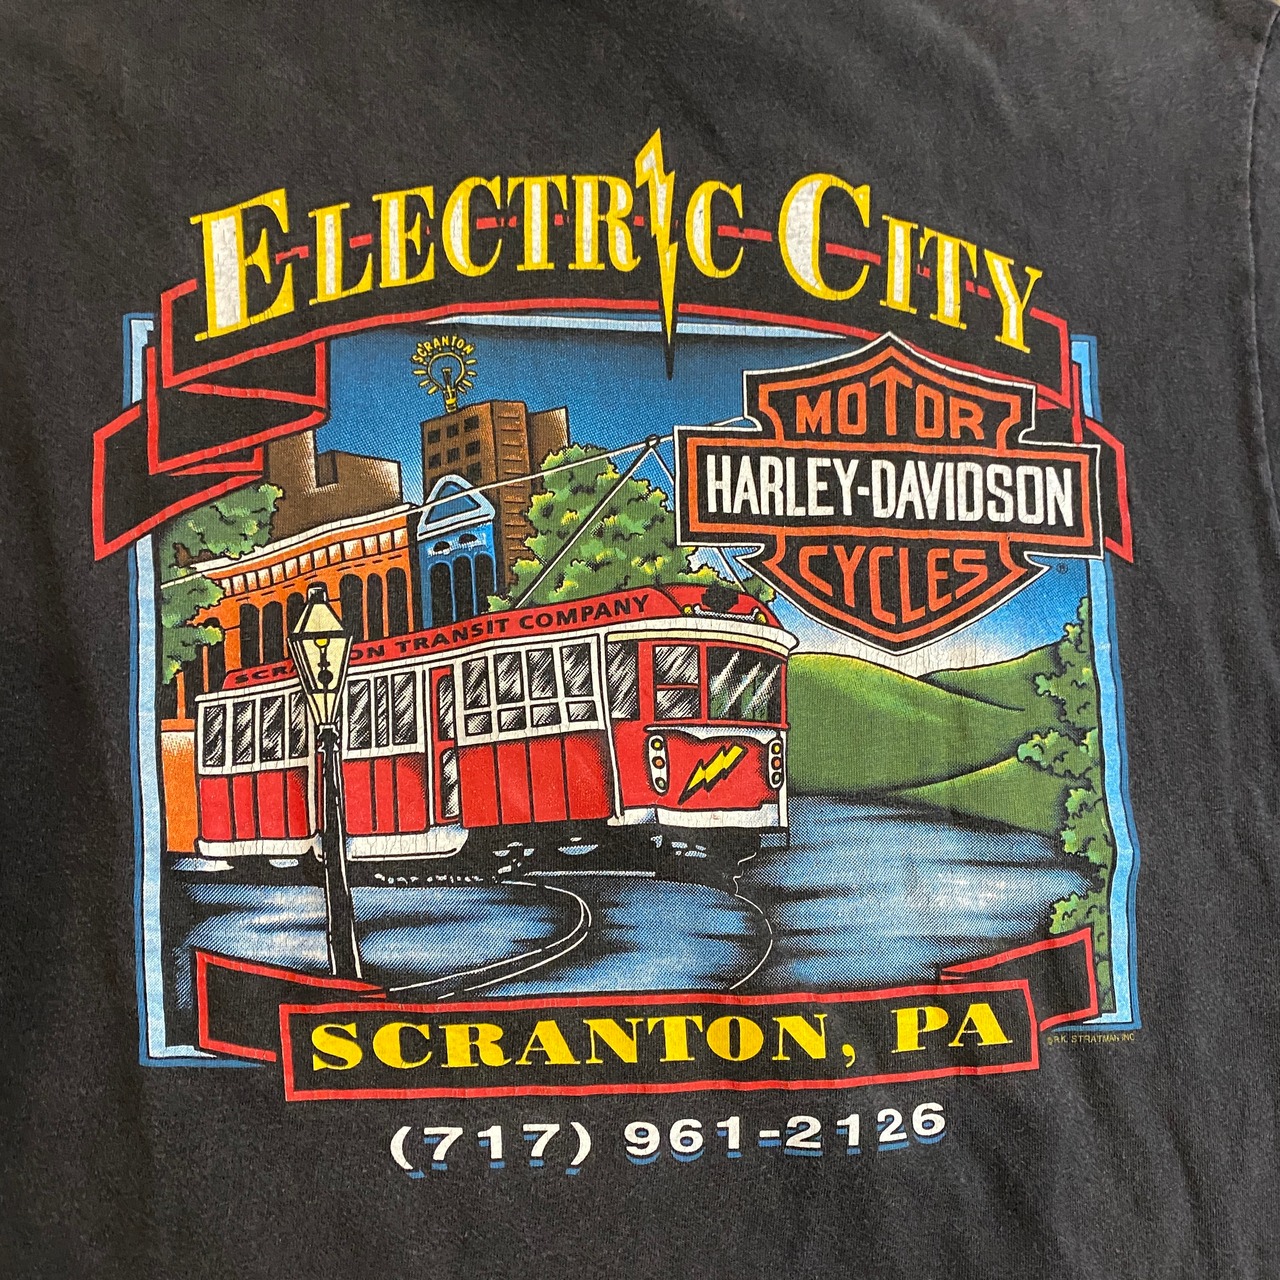 ELECTRIC CITY
SCRANTON
MOTOR
HARLEY-DAVIDSON
CYCLES
®
SCRANTON TRANSIT COMPANY
SCRANTON, PA
©R.K. STRATMAN, INC
(717) 961-2126